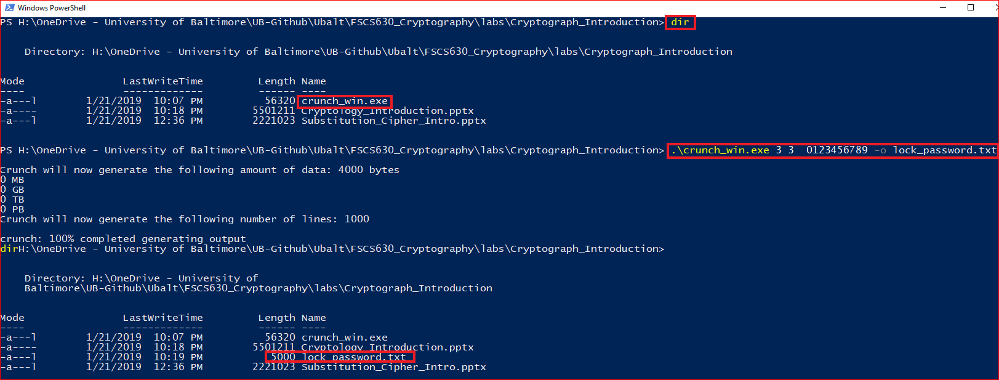 Windows PowerShell
PS H:\OneDrive - University of Baltimore\UB-Github\Ubalt\FSCS630_Cryptography\labs\Cryptograph_Introduction> dir
Directory: H:\OneDrive - University of Baltimore\UB-Github\Ubalt\FSCS630_Cryptography\labs\Cryptograph_Introduction
Mode LastWriteTime Length Name
---- ------------- ------ ----
-a---l 1/21/2019 10:07 PM 56320 crunch_win.exe
-a---- 1/21/2019 10:18 PM 5501211 Cryptology_Introduction.pptx
-a---l 1/21/2019 12:36 PM 2221023 Substitution_Cipher_Intro.pptx
PS H:\OneDrive - University of Baltimore\UB-Github\Ubalt\FSCS630_Cryptography\labs\Cryptograph_Introduction> .\crunch_win.exe 3 3  0123456789 -o lock_password.txt
Crunch will now generate the following amount of data: 4000 bytes
0 MB
0 GB
0 TB
0 PB
Crunch will now generate the following number of lines: 1000
crunch: 100% completed generating output
dirH:\OneDrive - University of Baltimore\UB-Github\Ubalt\FSCS630_Cryptography\labs\Cryptograph_Introduction>
Directory: H:\OneDrive - University of
Baltimore\UB-Github\Ubalt\FSCS630_Cryptography\labs\Cryptograph_Introduction
Mode LastWriteTime Length Name
---- ------------- ------ ----
-a---l 1/21/2019 10:07 PM 56320 crunch_win.exe
-a---- 1/21/2019 10:18 PM 5501211 Cryptology_Introduction.pptx
-a---l 1/21/2019 10:19 PM 5000 lock_password.txt
-a---l 1/21/2019 12:36 PM 2221023 Substitution_Cipher_Intro.pptx